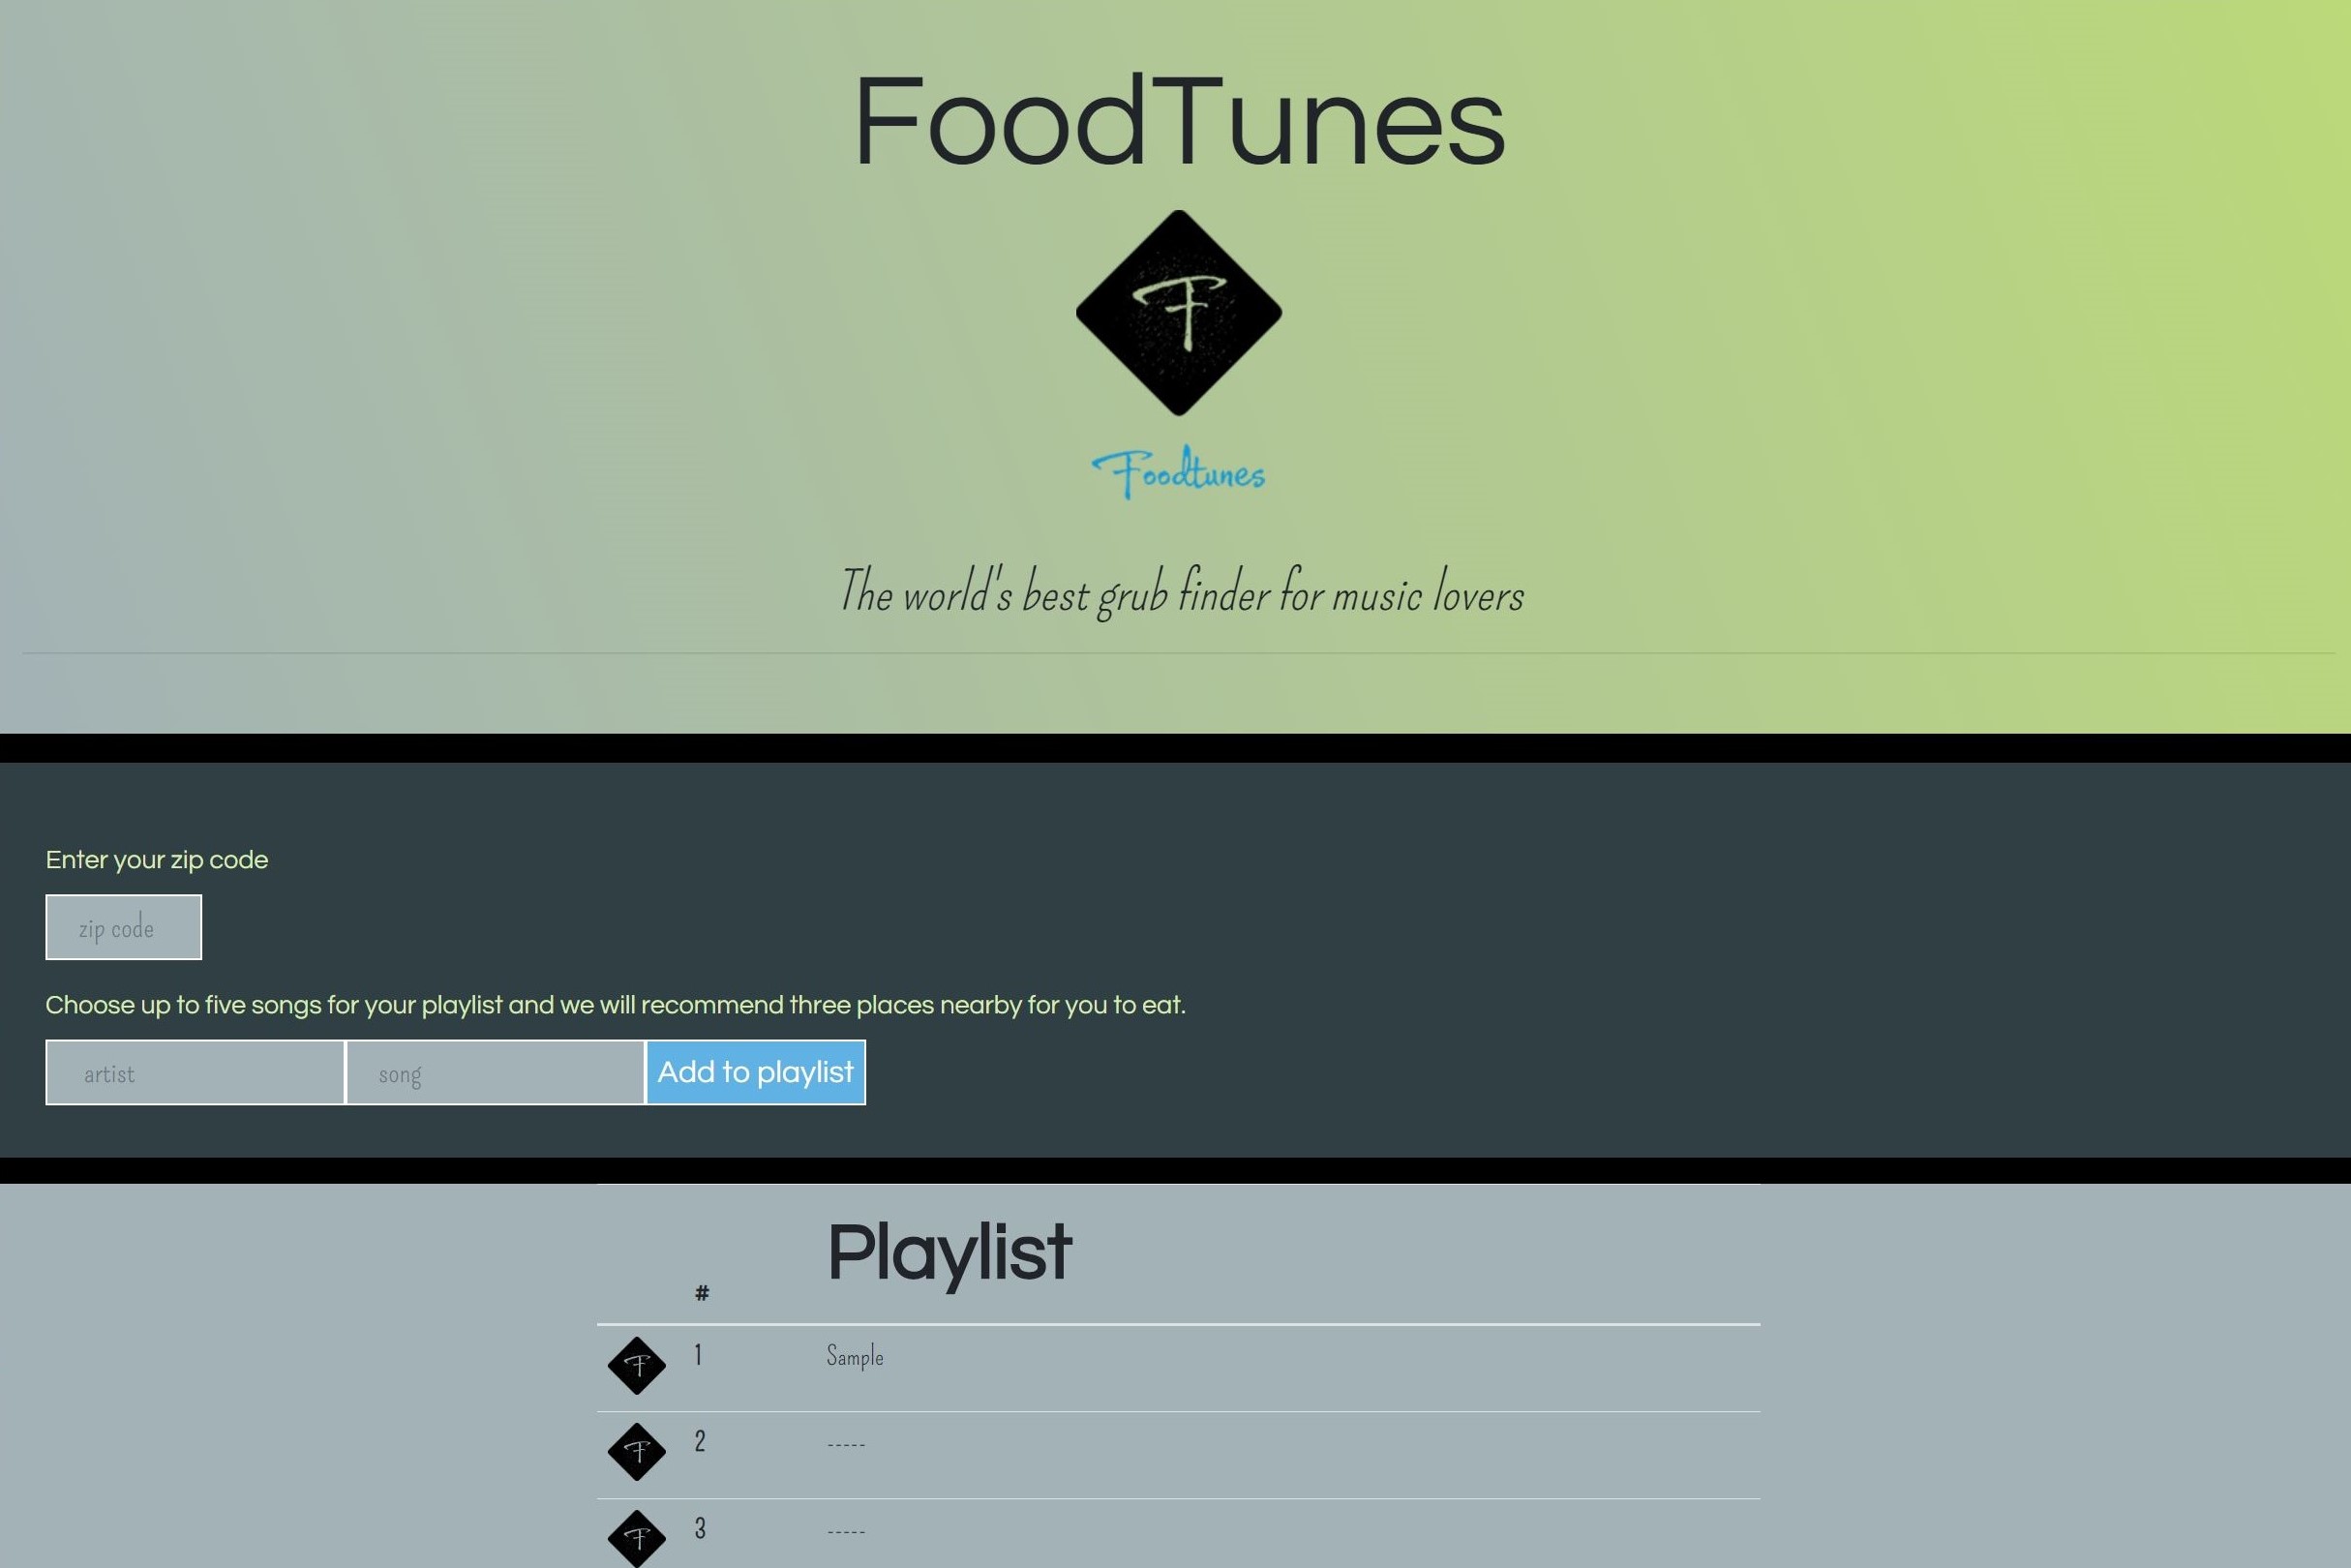 FoodTunes
F
Foodtunes
The world's best grub finder for music lovers
Enter your zip code
zip code
Choose up to five songs for your playlist and we will recommend three places nearby for you to eat.
artist song Add to playlist
# Playlist
F 1 Sample
F 2 -----
F 3 -----